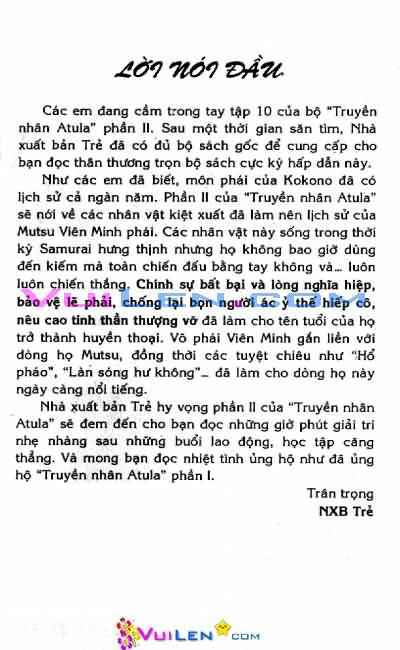 LỜI NÓI ĐẦU
Các em đang cầm trong tay tập 10 của bộ “Truyền
nhân Atula” phần II. Sau một thời gian săn tìm, Nhà
xuất bản Trẻ đã có đủ bộ sách gốc để cung cấp cho
bạn đọc thân thương trọn bộ sách cực kỳ hấp dẫn này.
Như các em đã biết, môn phái của Kokono đã có
lịch sử cả ngàn năm. Phần II của “Truyền nhân Atula”
sẽ nói về các nhân vật kiệt xuất đã làm nên lịch sử của
Mutsu Viên Minh phái. Các nhân vật này sống trong thời
kỳ Samurai hưng thịnh nhưng họ không bao giờ dùng
đến kiếm mà toàn chiến đấu bằng tay không và... luôn
luôn chiến thắng. Chính sự bất bại và lòng nghĩa hiệp,
bảo vệ lẽ phải, chống lại bọn người ác ỷ thế hiếp cô,
nêu cao tinh thần thượng võ đã làm cho tên tuổi của họ
trở thành huyền thoại. Võ phái Viên Minh gắn liền với
dòng họ Mutsu, đồng thời các tuyệt chiêu như “Hổ
pháo”, “Làn sóng hư không”... đã làm cho dòng họ này
ngày càng nổi tiếng.
Nhà xuất bản Trẻ hy vọng phần II của “Truyền nhân
Atula” sẽ đem đến cho bạn đọc những giờ phút giải trí
nhẹ nhàng sau những buổi lao động, học tập căng
thẳng. Và mong bạn đọc nhiệt tình ủng hộ như đã ủng
hộ “Truyền nhân Atula” phần I.
Trân trọng
NXB Trẻ
VUILEN.COM
VUILEN.COM